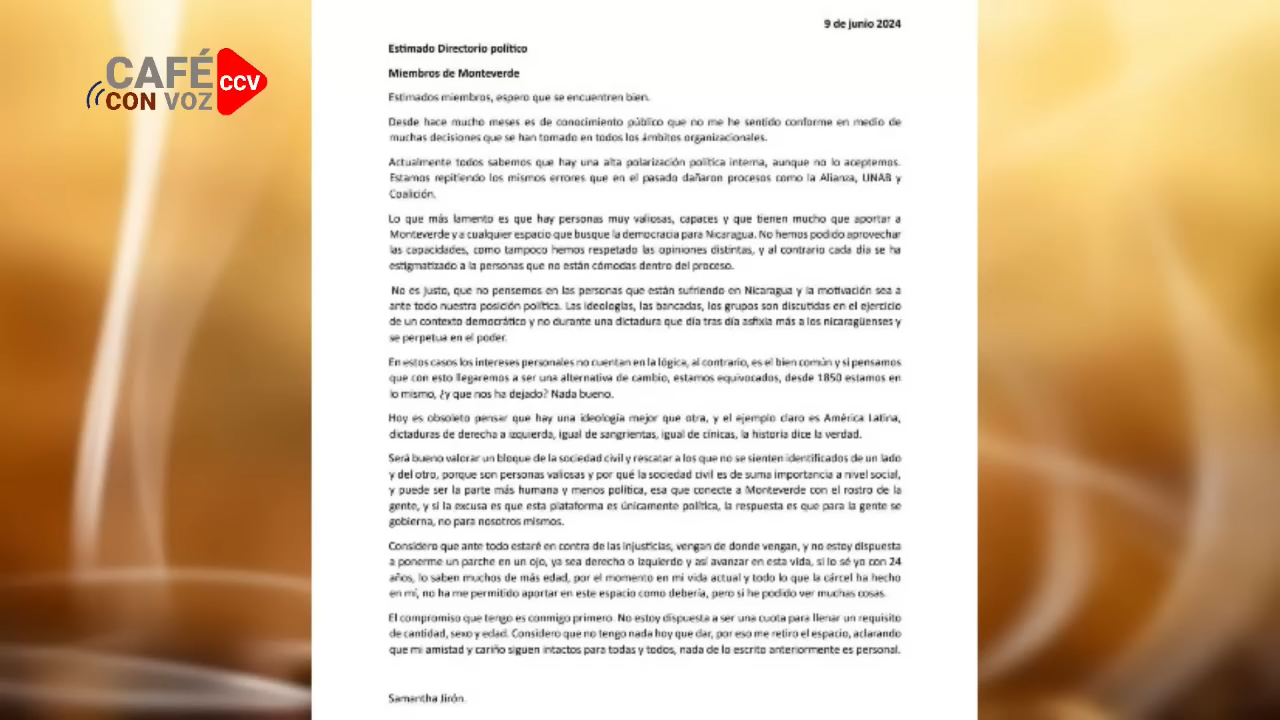 CAFÉ
CON VOZ
CCV
9 de junio 2024
Estimado Directorio político
Miembros de Monteverde
Estimados miembros, espero que se encuentren bien.
Desde hace mucho meses es de conocimiento público que no me he sentido conforme en medio de
muchas decisiones que se han tomado en todos los ámbitos organizacionales.
Actualmente todos sabemos que hay una alta polarización política interna, aunque no lo aceptemos.
Estamos repitiendo los mismos errores que en el pasado dañaron procesos como la Alianza, UNAB y
Coalición.
Lo que más lamento es que hay personas muy valiosas, capaces y que tienen mucho que aportar a
Monteverde y a cualquier espacio que busque la democracia para Nicaragua. No hemos podido aprovechar
las capacidades, como tampoco hemos respetado las opiniones distintas, y al contrario cada día se ha
estigmatizado a la personas que no están cómodas dentro del proceso.
No es justo, que no pensemos en las personas que están sufriendo en Nicaragua y la motivación sea a
ante todo nuestra posición política. Las ideologías, las bancadas, los grupos son discutidas en el ejercicio
de un contexto democrático y no durante una dictadura que día tras día asfixia más a los nicaragüenses y
se perpetua en el poder.
En estos casos los intereses personales no cuentan en la lógica, al contrario, es el bien común y si pensamos
que con esto llegaremos a ser una alternativa de cambio, estamos equivocados, desde 1850 estamos en
lo mismo, ¿y que nos ha dejado? Nada bueno.
Hoy es obsoleto pensar que hay una ideología mejor que otra, y el ejemplo claro es América Latina,
dictaduras de derecha a izquierda, igual de sangrientas, igual de cínicas, la historia dice la verdad.
Será bueno valorar un bloque de la sociedad civil y rescatar a los que no se sienten identificados de un lado
y del otro, porque son personas valiosas y por qué la sociedad civil es de suma importancia a nivel social,
y puede ser la parte más humana y menos política, esa que conecte a Monteverde con el rostro de la
gente, y si la excusa es que esta plataforma es únicamente política, la respuesta es que para la gente se
gobierna, no para nosotros mismos.
Considero que ante todo estaré en contra de las injusticias, vengan de donde vengan, y no estoy dispuesta
a ponerme un parche en un ojo, ya sea derecho o izquierdo y así avanzar en esta vida, si lo sé yo con 24
años, lo saben muchos de más edad, por el momento en mi vida actual y todo lo que la cárcel ha hecho
en mí, no ha me permitido aportar en este espacio como debería, pero si he podido ver muchas cosas.
El compromiso que tengo es conmigo primero. No estoy dispuesta a ser una cuota para llenar un requisito
de cantidad, sexo y edad. Considero que no tengo nada hoy que dar, por eso me retiro el espacio, aclarando
que mi amistad y cariño siguen intactos para todas y todos, nada de lo escrito anteriormente es personal.
Samantha Jirón.